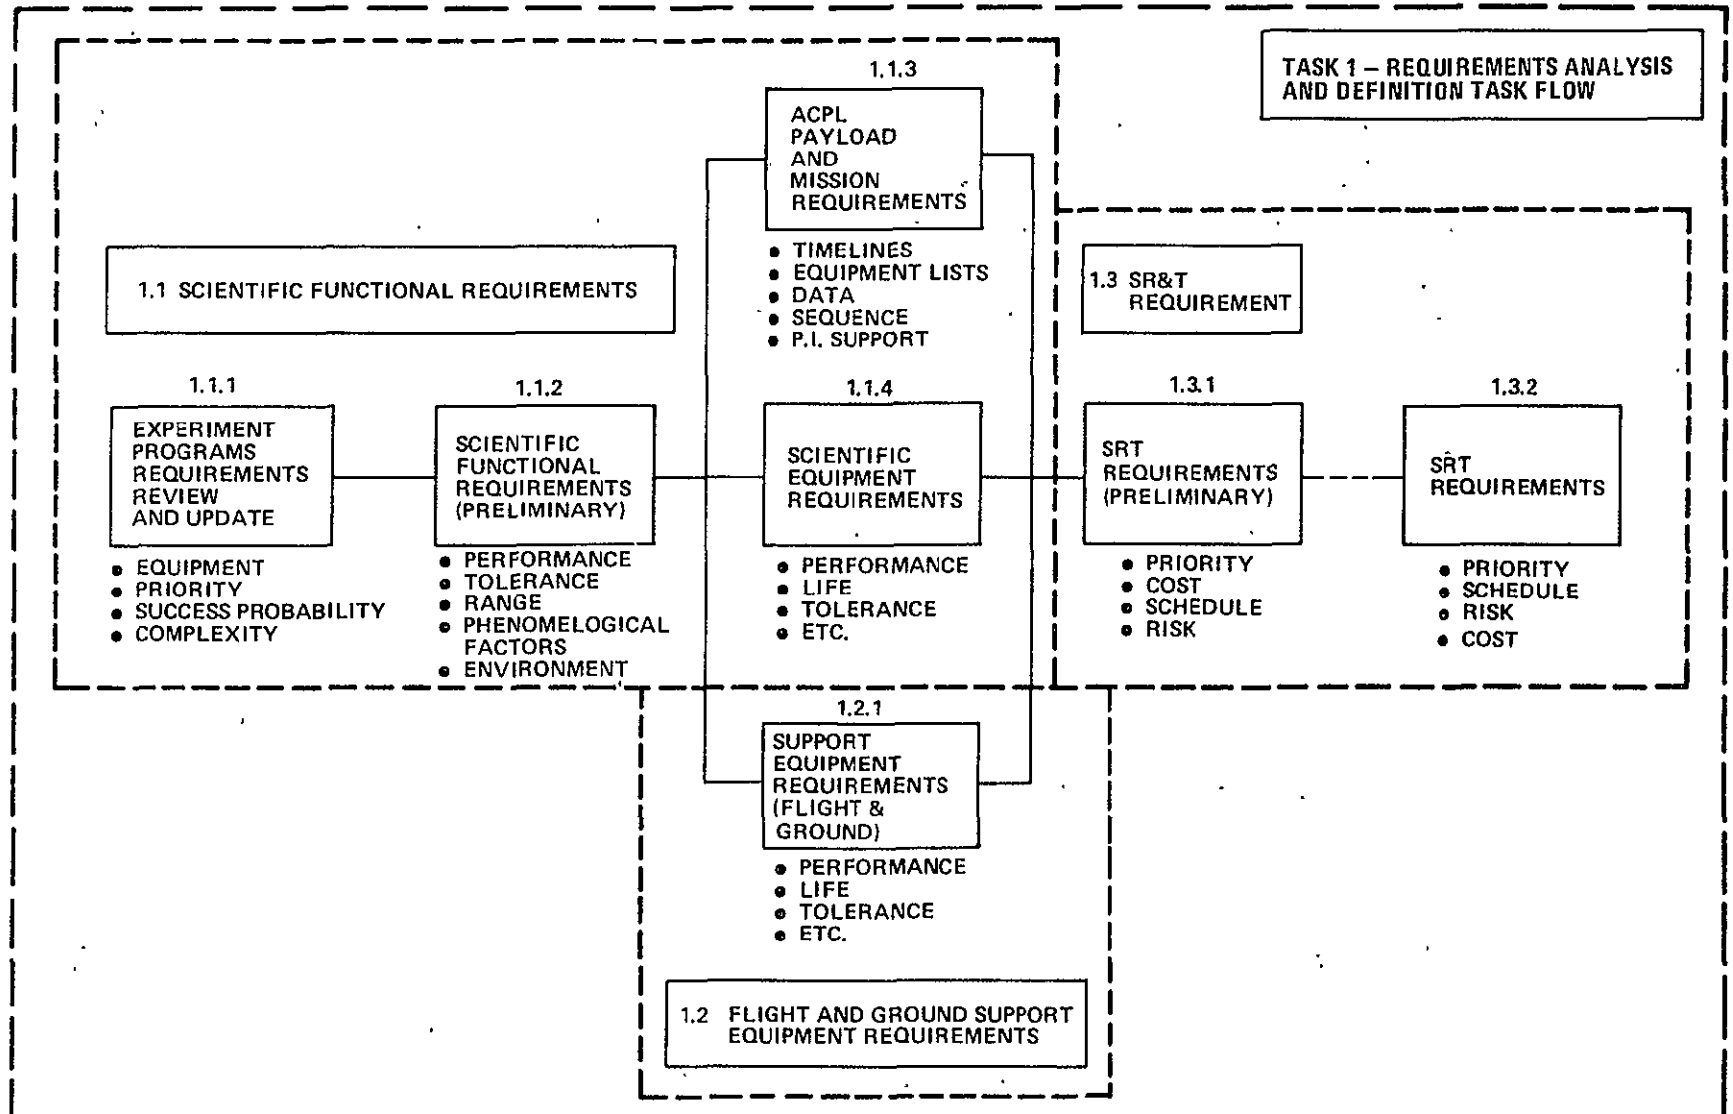 TASK 1 – REQUIREMENTS ANALYSIS
AND DEFINITION TASK FLOW
1.1 SCIENTIFIC FUNCTIONAL REQUIREMENTS
1.1.1
EXPERIMENT
PROGRAMS
REQUIREMENTS
REVIEW
AND UPDATE
● EQUIPMENT
● PRIORITY
● SUCCESS PROBABILITY
● COMPLEXITY
1.1.2
SCIENTIFIC
FUNCTIONAL
REQUIREMENTS
(PRELIMINARY)
● PERFORMANCE
● TOLERANCE
● RANGE
● PHENOMELOGICAL
FACTORS
● ENVIRONMENT
1.1.3
ACPL
PAYLOAD
AND
MISSION
REQUIREMENTS
● TIMELINES
● EQUIPMENT LISTS
● DATA
● SEQUENCE
● P.I. SUPPORT
1.1.4
SCIENTIFIC
EQUIPMENT
REQUIREMENTS
● PERFORMANCE
● LIFE
● TOLERANCE
● ETC.
1.2.1
SUPPORT
EQUIPMENT
REQUIREMENTS
(FLIGHT &
GROUND)
● PERFORMANCE
● LIFE
● TOLERANCE
● ETC.
1.2 FLIGHT AND GROUND SUPPORT
EQUIPMENT REQUIREMENTS
1.3 SR&T
REQUIREMENT
1.3.1
SRT
REQUIREMENTS
(PRELIMINARY)
● PRIORITY
● COST
● SCHEDULE
● RISK
1.3.2
SRT
REQUIREMENTS
● PRIORITY
● SCHEDULE
● RISK
● COST